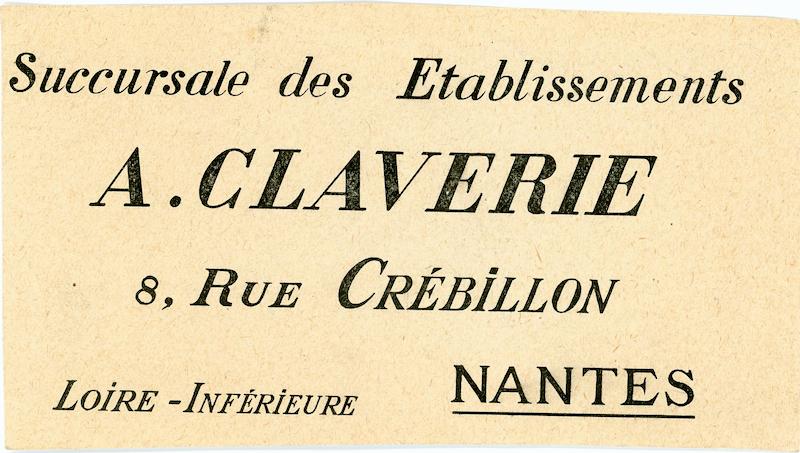 Succursale des Etablissements
A. CLAVERIE
8, RUE CRÉBILLON
LOIRE-INFÉRIEURE
NANTES